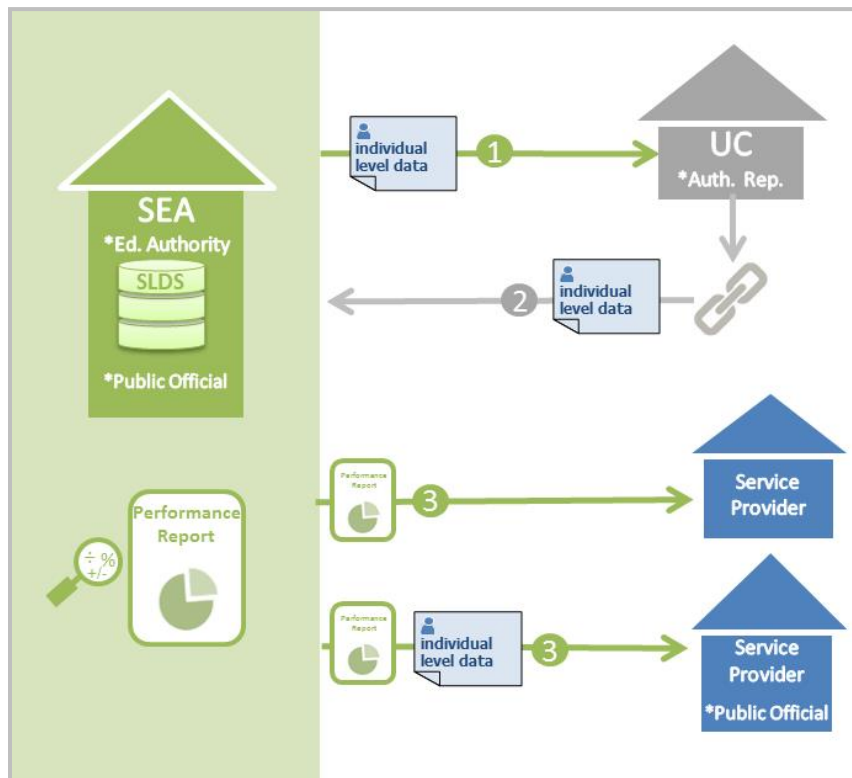 SEA
*Ed. Authority
SLDS
*Public Official
individual
level data
1
UC
*Auth. Rep.
2
individual
level data
÷ %
+/-
Performance
Report
Performance
Report
3
Service
Provider
Performance
Report
individual
level data
3
Service
Provider
*Public Official